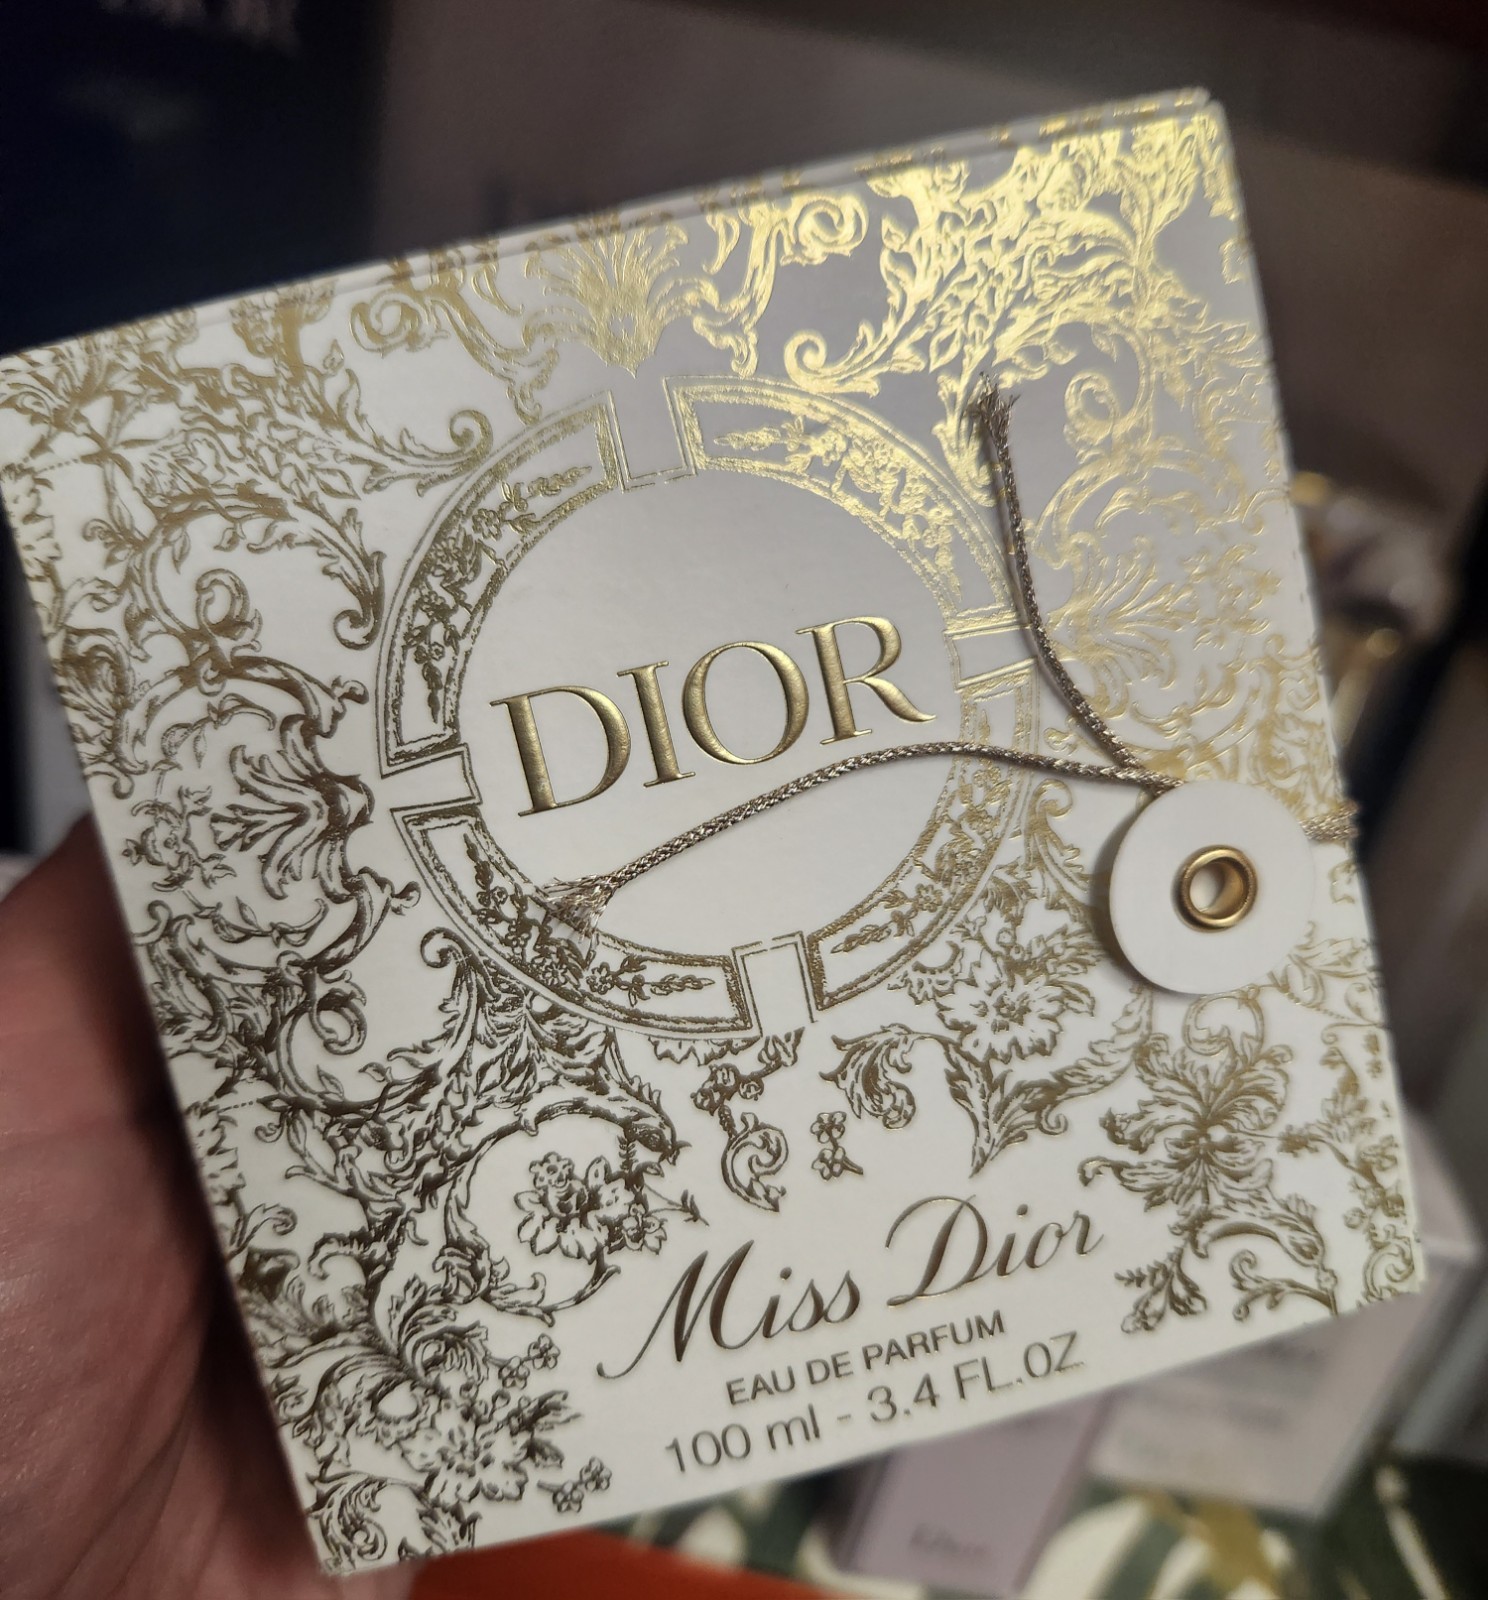 DIOR
Miss Dior
EAU DE PARFUM
100 ml - 3.4 FL.OZ